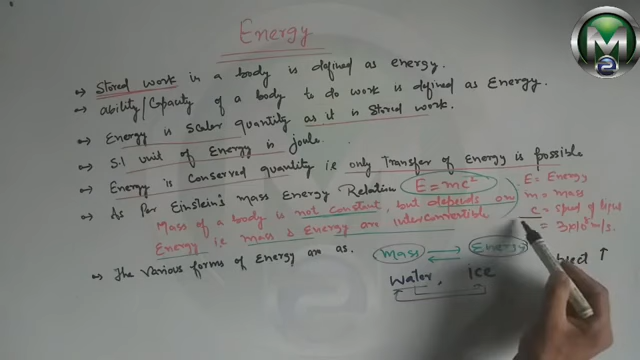 Energy
→ Stored work in a body is defined as energy.
→ ability/Capacity of a body to do work is defined as Energy.
→ Energy is Scaler quantity as it is Stored work.
→ S.I unit of Energy is joule.
→ Energy is Conserved quantity i.e only Transfer of Energy is possible
→ As Per Einstein's Mass Energy Relation E=mc²
Mass of a body is not constant, but depends on
Energy i.e mass & Energy are interconvertible
E = Energy
m = mass
c = speed of light
= 3x10⁸ m/s.
→ The various forms of Energy are as.
Mass ⇌ Energy
Water, Ice
M
2